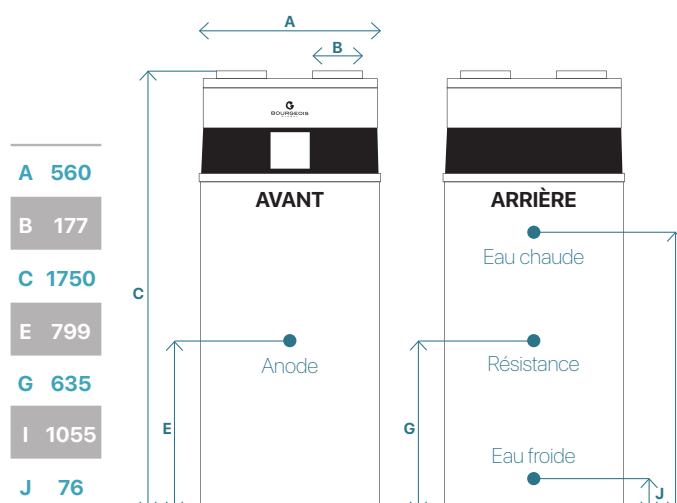 A
B
G
BOURGEOIS
AVANT
ARRIÈRE
A 560
B 177
C 1750
E 799
G 635
I 1055
J 76
Eau chaude
C
Anode
Résistance
E
G
Eau froide
J